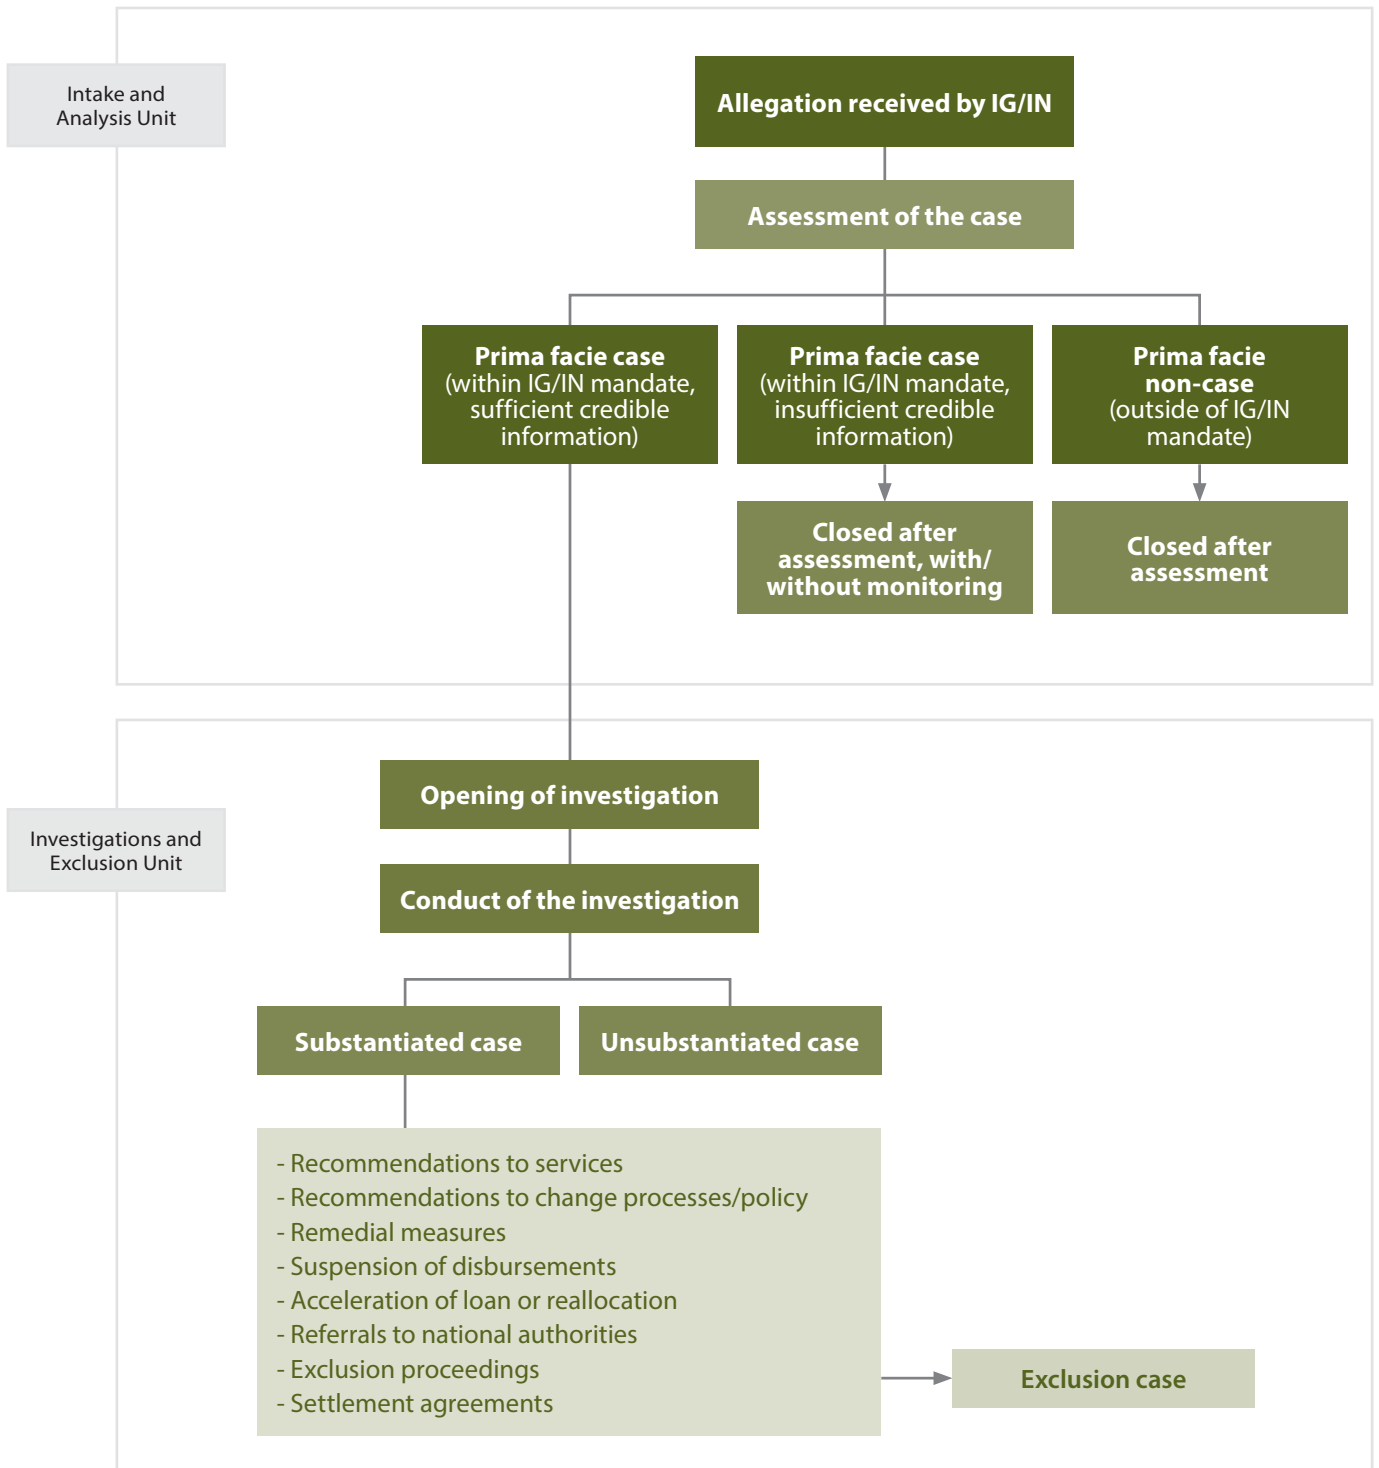 Intake and
Analysis Unit
Allegation received by IG/IN
Assessment of the case
Prima facie case
(within IG/IN mandate,
sufficient credible
information)
Prima facie case
(within IG/IN mandate,
insufficient credible
information)
Prima facie
non-case
(outside of IG/IN
mandate)
Closed after
assessment, with/
without monitoring
Closed after
assessment
Investigations and
Exclusion Unit
Opening of investigation
Conduct of the investigation
Substantiated case
Unsubstantiated case
- Recommendations to services
- Recommendations to change processes/policy
- Remedial measures
- Suspension of disbursements
- Acceleration of loan or reallocation
- Referrals to national authorities
- Exclusion proceedings
- Settlement agreements
Exclusion case